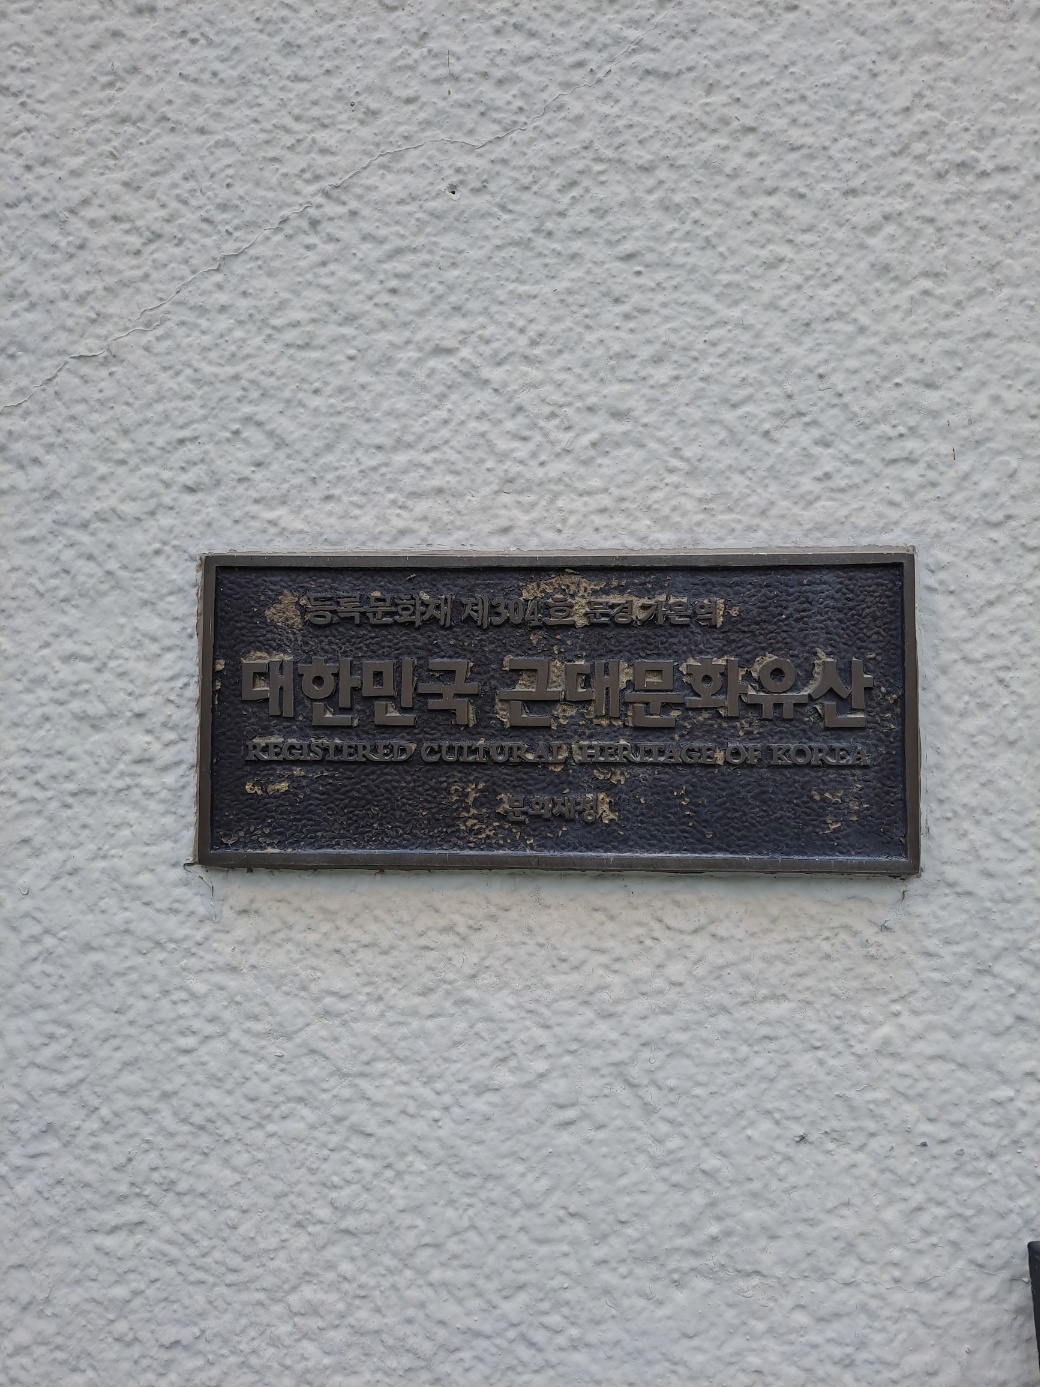 등록문화재 제304호 문경 가은역
대한민국 근대문화유산
REGISTERED CULTURAL HERITAGE OF KOREA
문화재청